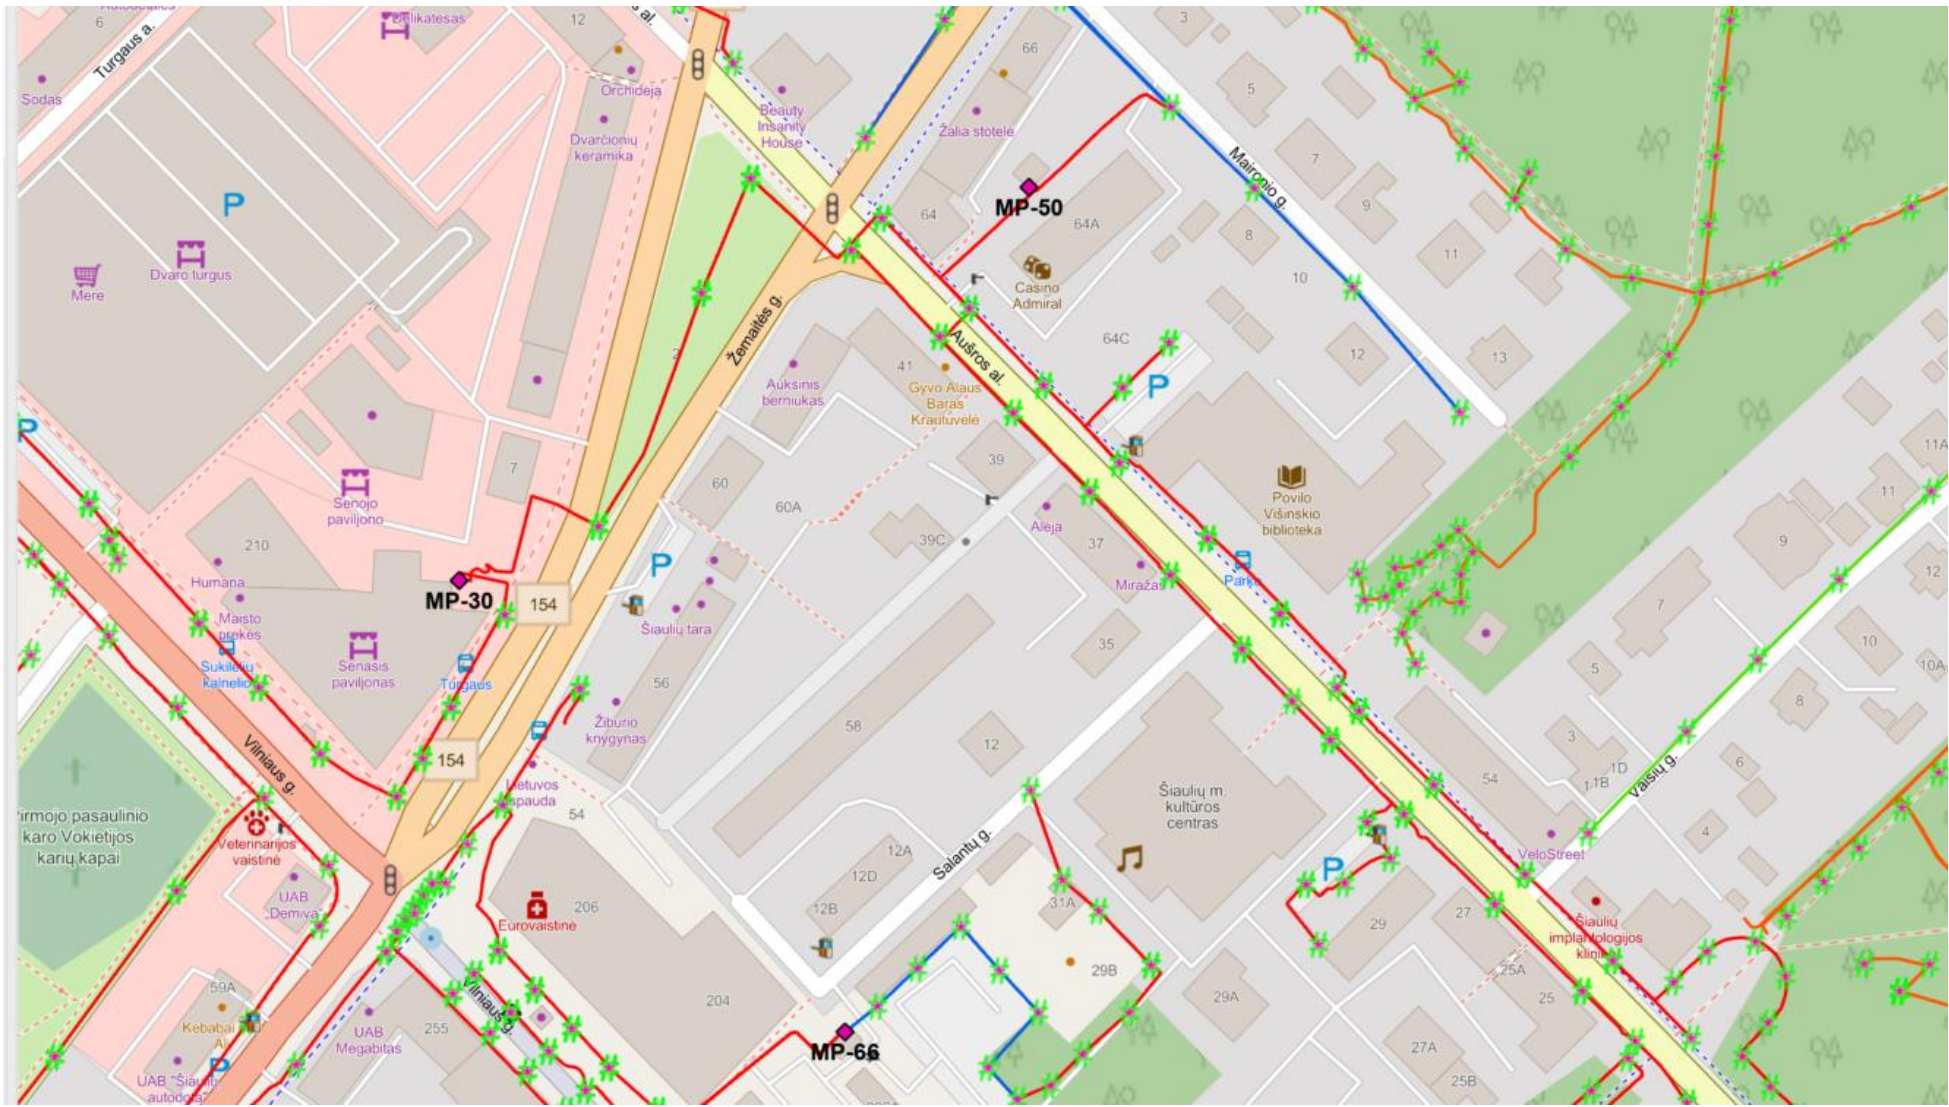 6
12
3
Turgaus a.
Delikatesas
66
5
Sodas
Orchidėja
Beauty
Insanity
House
Žalia stotelė
Dvarčionių
keramika
7
Maironio g.
9
P
MP-50
64
64A
8
11
Dvaro turgus
Mere
Casino
Admiral
10
Žemaitės g.
Aušros al.
64C
12
13
2
41
Auksinis
berniukas
Gyvo Alaus
Baras
Krautuvėlė
P
P
39
11A
7
60
Senojo
paviljono
60A
Alėja
Povilo
Višinskio
biblioteka
11
210
39C
37
9
Humana
P
Miražas
12
MP-30
154
Maisto
prekės
Šiaulių tara
7
Sukilėlių
kalnelio
Senasis
paviljonas
Turgaus
56
35
5
10
10A
Žiburio
knygynas
58
12
8
Vilniaus g.
154
3
1D
6
Lietuvos
spauda
54
54
1B
Vaisių g.
Šiaulių m.
kultūros
centras
Pirmojo pasaulinio
karo Vokietijos
karių kapai
Veterinarijos
vaistinė
12A
Salantų g.
4
VeloStreet
P
UAB
„Demiva“
12D
206
Eurovaistinė
12B
31A
29
27
Šiaulių
implantologijos
29B
59A
Vilniaus g.
204
29A
25A
25
Kebabai
255
UAB
Megabitas
MP-66
27A
P
25B
UAB "Šiaulių
autodota"